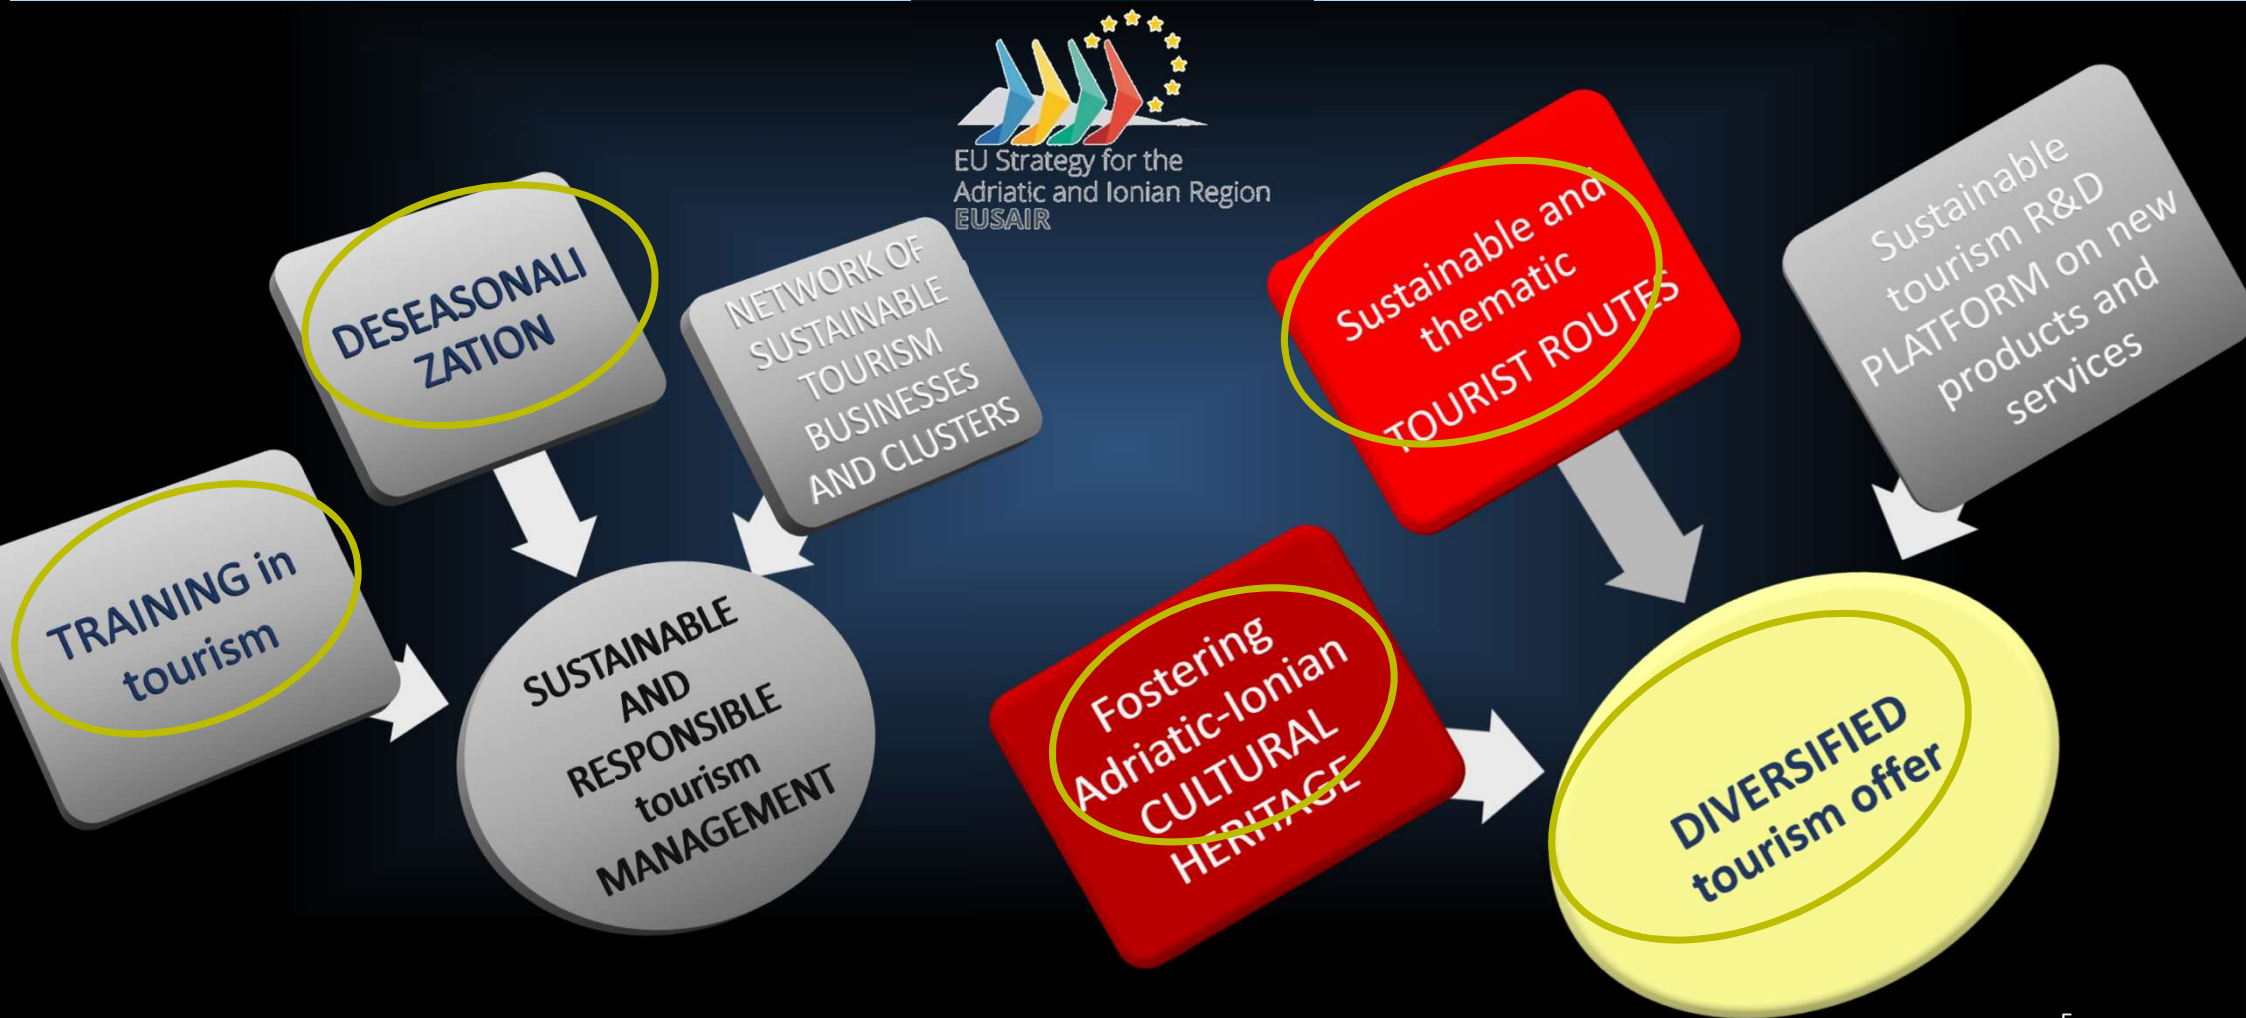 EU Strategy for the
Adriatic and Ionian Region
EUSAIR
TRAINING in
tourism
DESEASONALI
ZATION
NETWORK OF
SUSTAINABLE
TOURISM
BUSINESSES
AND CLUSTERS
SUSTAINABLE
AND
RESPONSIBLE
tourism
MANAGEMENT
Fostering
Adriatic-Ionian
CULTURAL
HERITAGE
Sustainable and
thematic
TOURIST ROUTES
Sustainable
tourism R&D
PLATFORM on new
products and
services
DIVERSIFIED
tourism offer